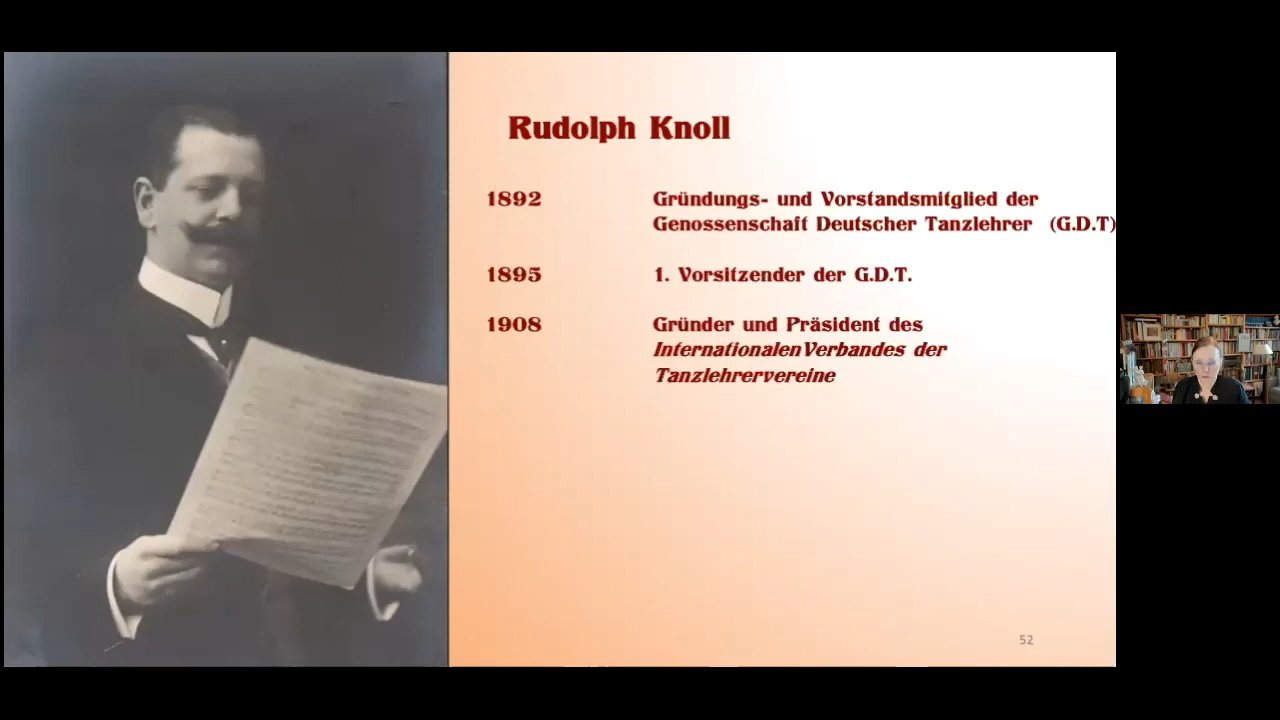 Rudolph Knoll
1892 Gründungs- und Vorstandsmitglied der
Genossenschaft Deutscher Tanzlehrer (G.D.T)
1895 1. Vorsitzender der G.D.T.
1908 Gründer und Präsident des
InternationalenVerbandes der
Tanzlehrervereine
52